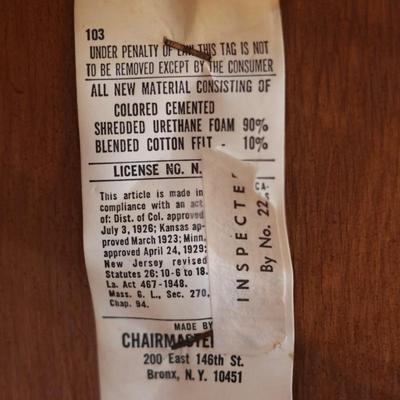 103
UNDER PENALTY OF LAW THIS TAG IS NOT
TO BE REMOVED EXCEPT BY THE CONSUMER
ALL NEW MATERIAL CONSISTING OF
COLORED CEMENTED
SHREDDED URETHANE FOAM 90%
BLENDED COTTON FELT - 10%
LICENSE NO. N.
CA-
This article is made in
compliance with an act
of: Dist. of Col. approved
July 3, 1926; Kansas ap-
proved March 1923; Minn.
approved April 24, 1929;
New Jersey revised
Statutes 26: 10-6 to 18.
La. Act 467-1948.
Mass. G. L., Sec. 270,
Chap. 94.
INSPECTED
By No. 22
MADE BY
CHAIRMASTER
200 East 146th St.
Bronx, N. Y. 10451